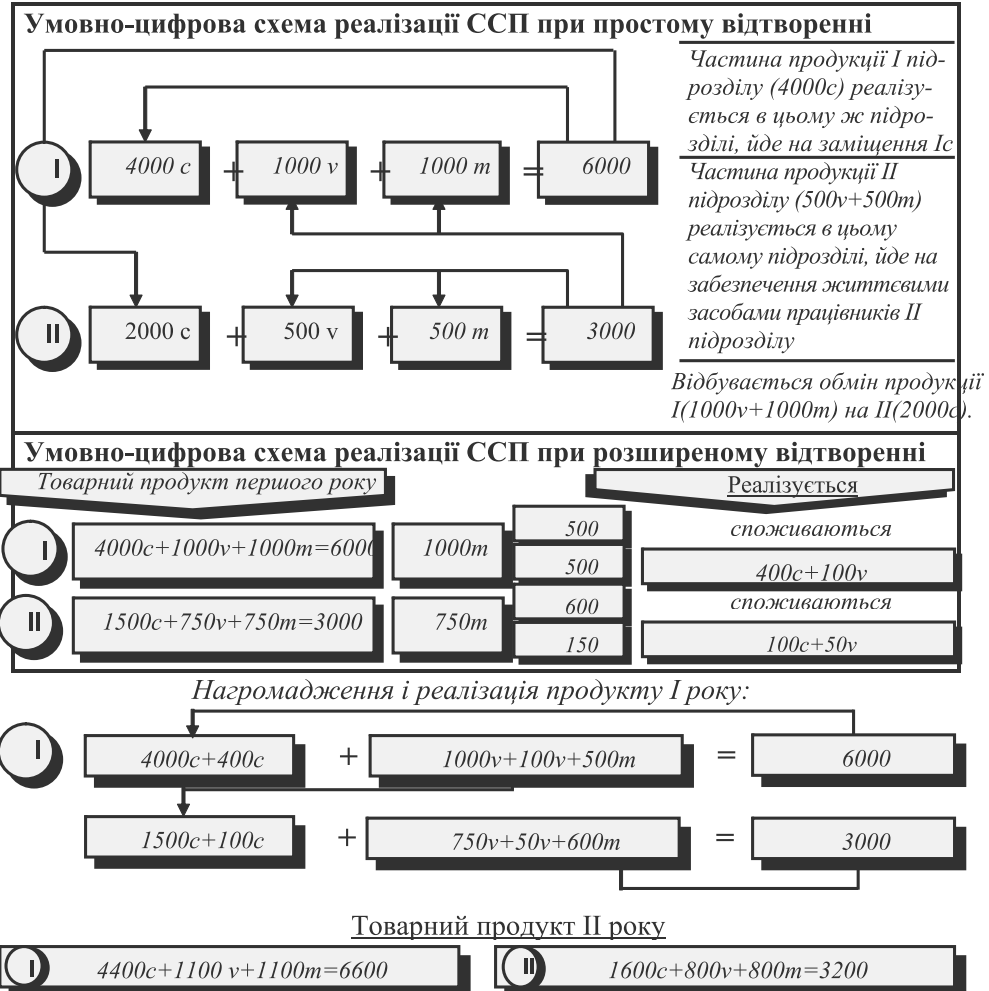 Умовно-цифрова схема реалізації ССП при простому відтворенні
Частина продукції І під-
розділу (4000с) реалізу-
ється в цьому ж підро-
зділі, йде на заміщення Іс
I 4000 c + 1000 v + 1000 m = 6000
Частина продукції ІІ
підрозділу (500v+500m)
реалізується в цьому
самому підрозділі, йде на
забезпечення життєвими
засобами працівників ІІ
підрозділу
II 2000 c + 500 v + 500 m = 3000
Відбувається обмін продукції
І(1000v+1000m) на ІІ(2000с).
Умовно-цифрова схема реалізації ССП при розширеному відтворенні
Товарний продукт першого року
Реалізується
I 4000c+1000v+1000m=6000 1000m
500
споживаються
500
400c+100v
II 1500c+750v+750m=3000 750m
600
споживаються
150
100c+50v
Нагромадження і реалізація продукту І року:
I 4000c+400c + 1000v+100v+500m = 6000
1500c+100c + 750v+50v+600m = 3000
Товарний продукт ІІ року
I 4400c+1100 v+1100m=6600
II 1600c+800v+800m=3200